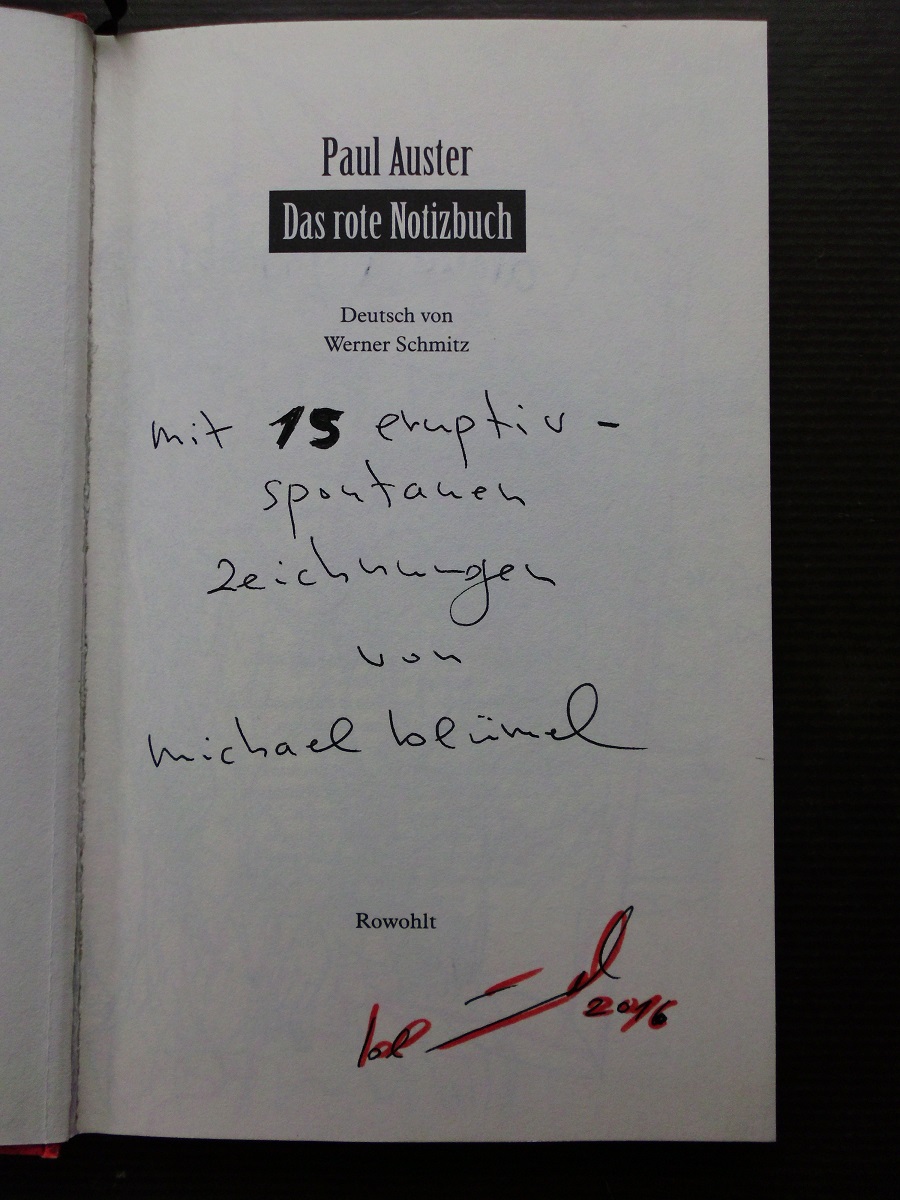 Paul Auster
Das rote Notizbuch
Deutsch von
Werner Schmitz
mit 15 eruptiv -
spontanen
zeichnungen
von
michael blümel
Rowohlt
2016